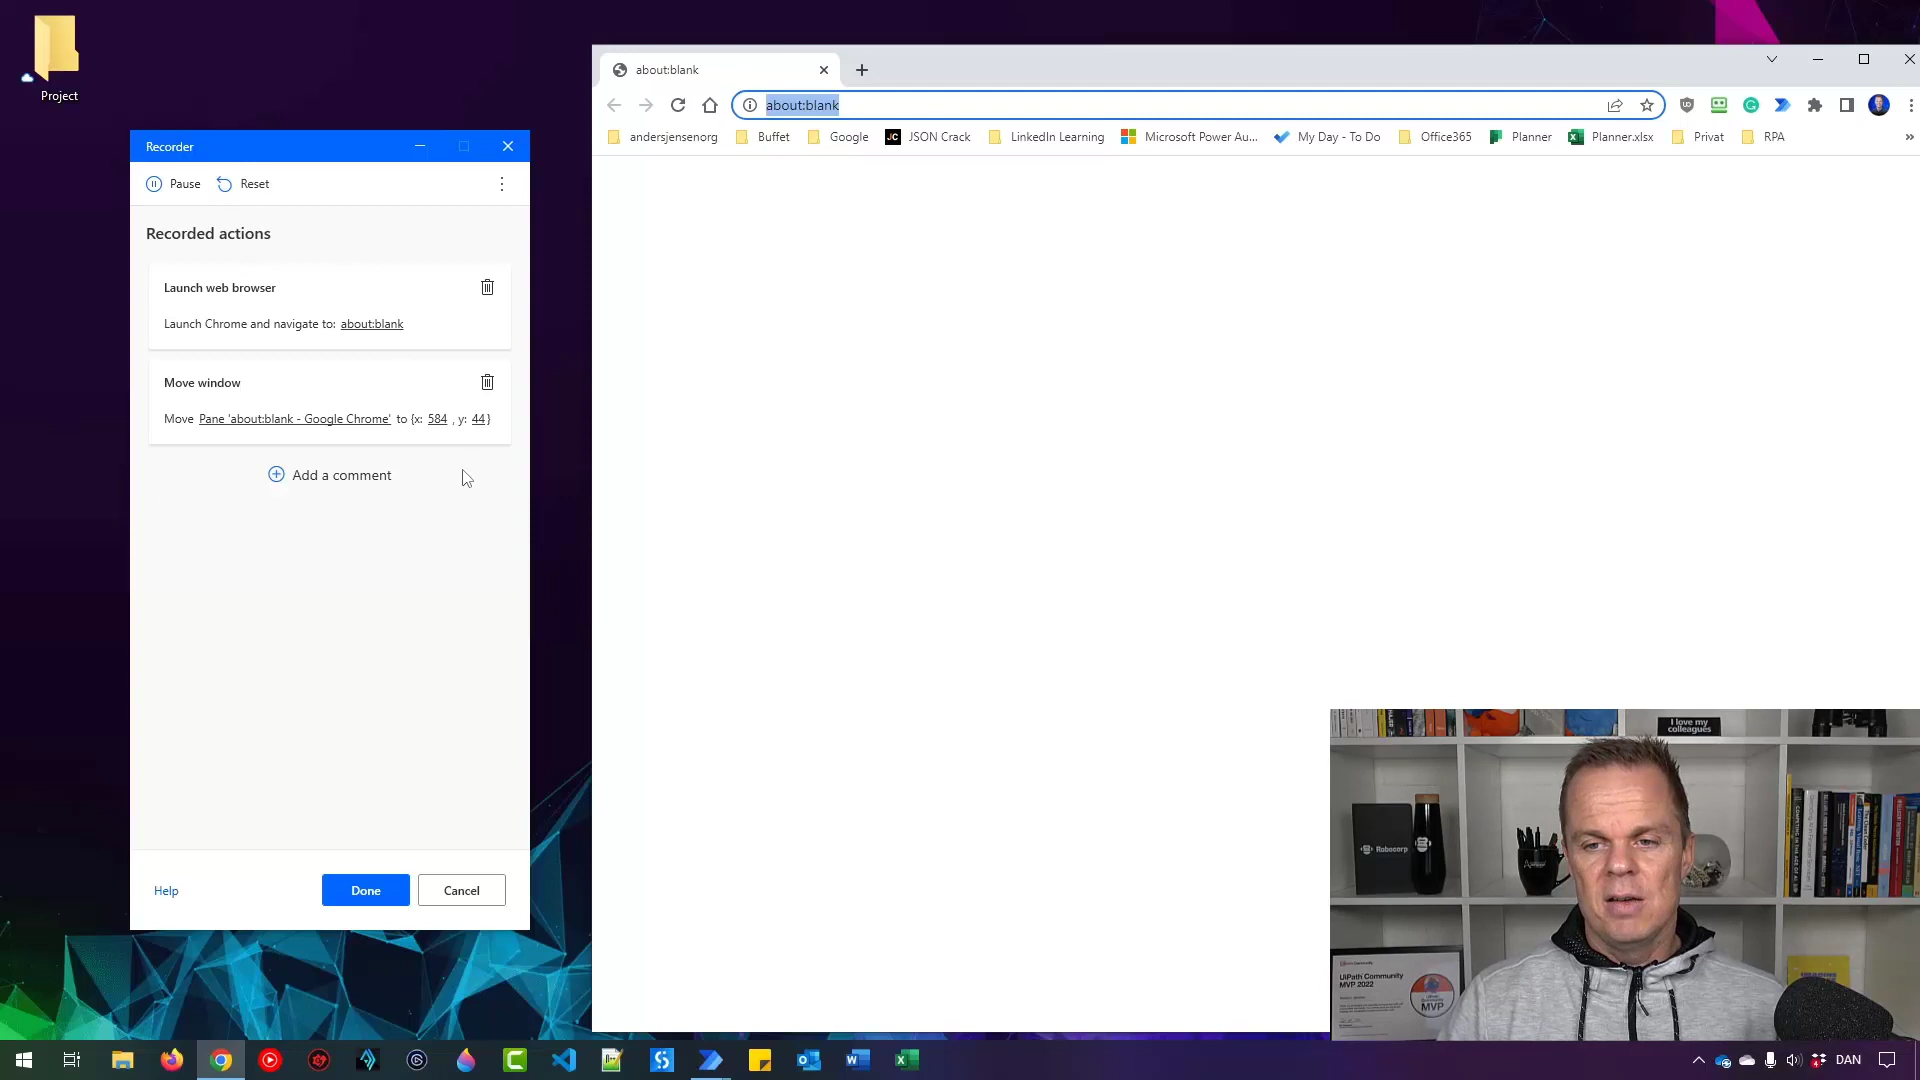 Project
Recorder
Pause
Reset
Recorded actions
Launch web browser
Launch Chrome and navigate to: about:blank
Move window
Move Pane 'about:blank - Google Chrome' to {x: 584 , y: 44}
Add a comment
Help
Done
Cancel
about:blank
about:blank
andersjensenorg
Buffet
Google
JC
JSON Crack
LinkedIn Learning
Microsoft Power Au...
My Day - To Do
Office365
Planner
Planner.xlsx
Privat
RPA
»
I love my
colleagues
Robocorp
UiPath Community
MVP 2022
MVP
DAN